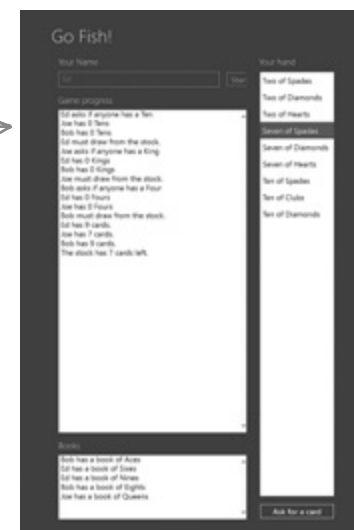 Go Fish!
Your Name
Ed
Start
Game progress
Ed asks if anyone has a Ten
Joe has 0 Tens
Bob has 0 Tens
Ed must draw from the stock.
Joe asks if anyone has a King
Ed has 0 Kings
Bob has 0 Kings
Joe must draw from the stock.
Bob asks if anyone has a Four
Ed has 0 Fours
Joe has 0 Fours
Bob must draw from the stock.
Ed has 9 cards.
Joe has 7 cards.
Bob has 9 cards.
The stock has 7 cards left.
Books
Bob has a book of Aces
Ed has a book of Sixes
Ed has a book of Nines
Bob has a book of Eights
Joe has a book of Queens
Your hand
Two of Spades
Two of Diamonds
Two of Hearts
Seven of Spades
Seven of Diamonds
Seven of Hearts
Ten of Spades
Ten of Clubs
Ten of Diamonds
Ask for a card